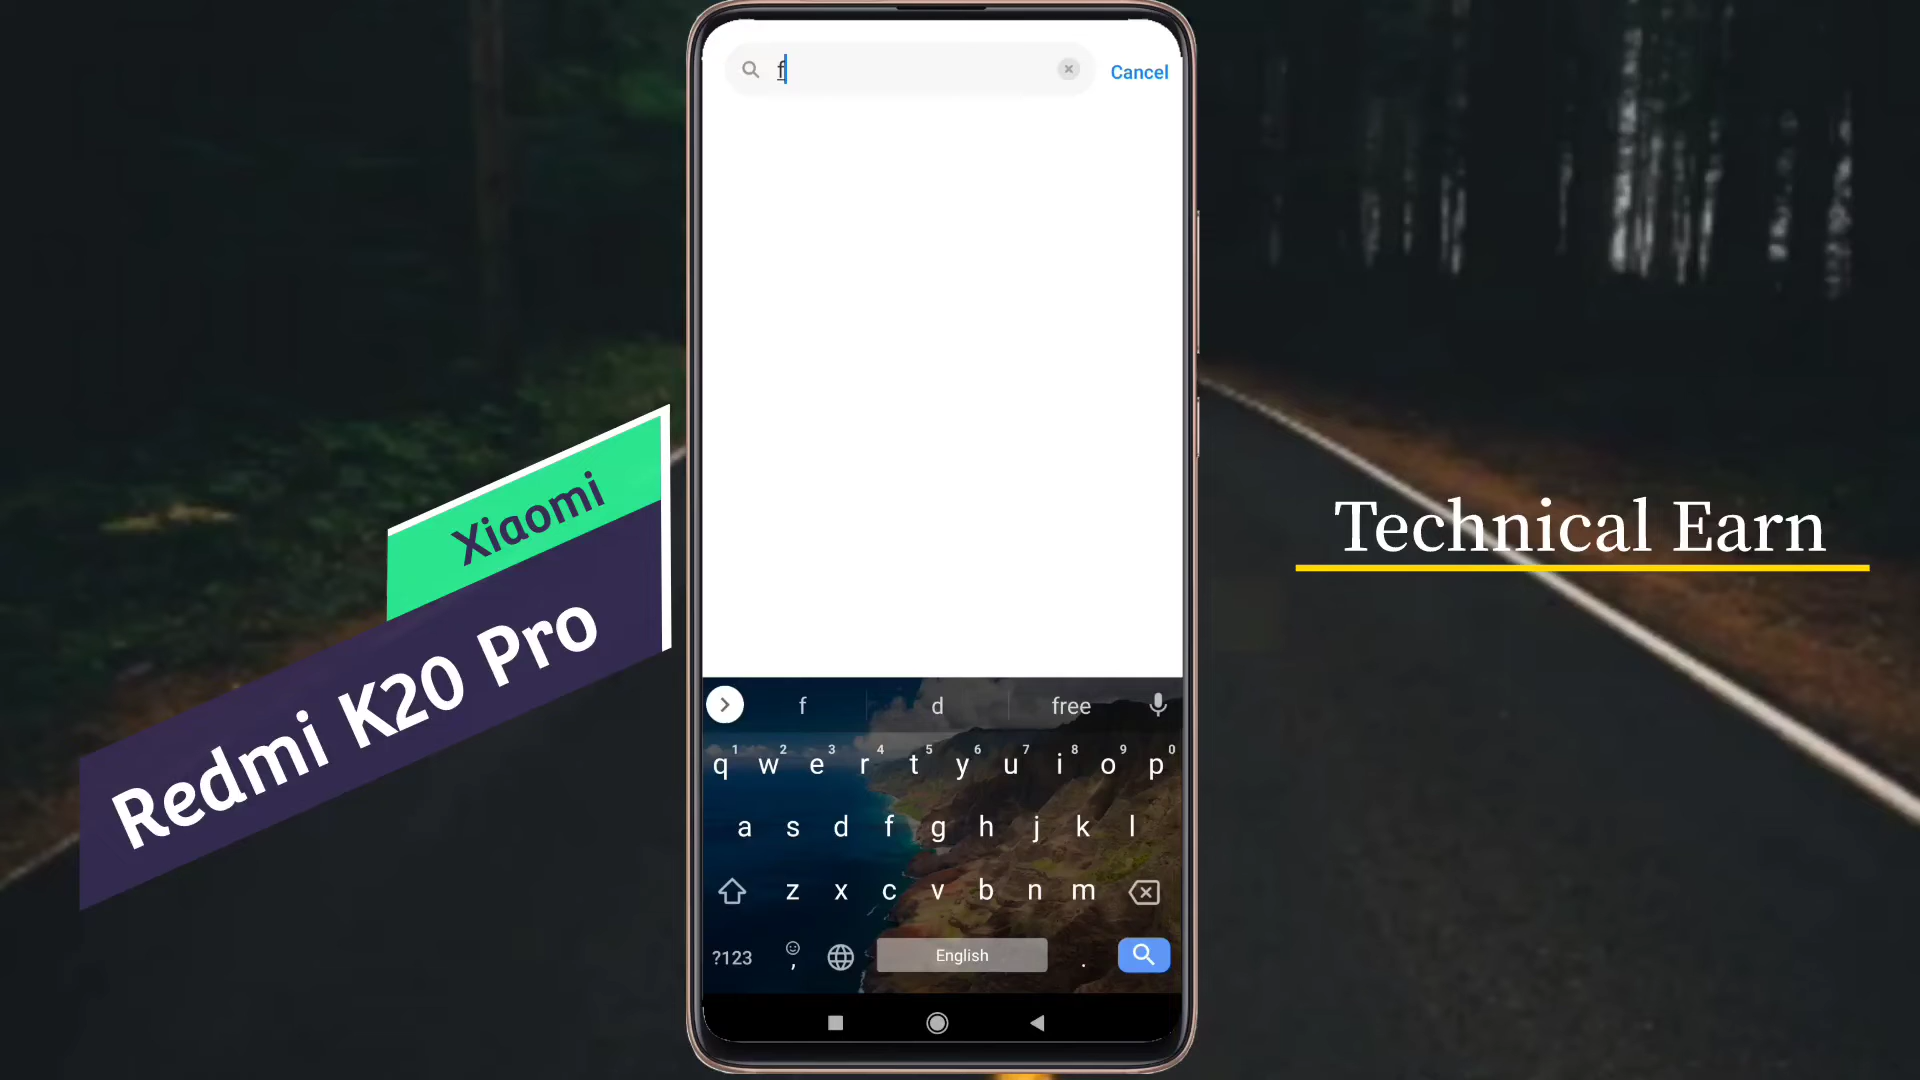 f
Cancel
Xiaomi
Redmi K20 Pro
Technical Earn
f d free
1 2 3 4 5 6 7 8 9 0
q w e r t y u i o p
a s d f g h j k l
z x c v b n m
?123 , English .